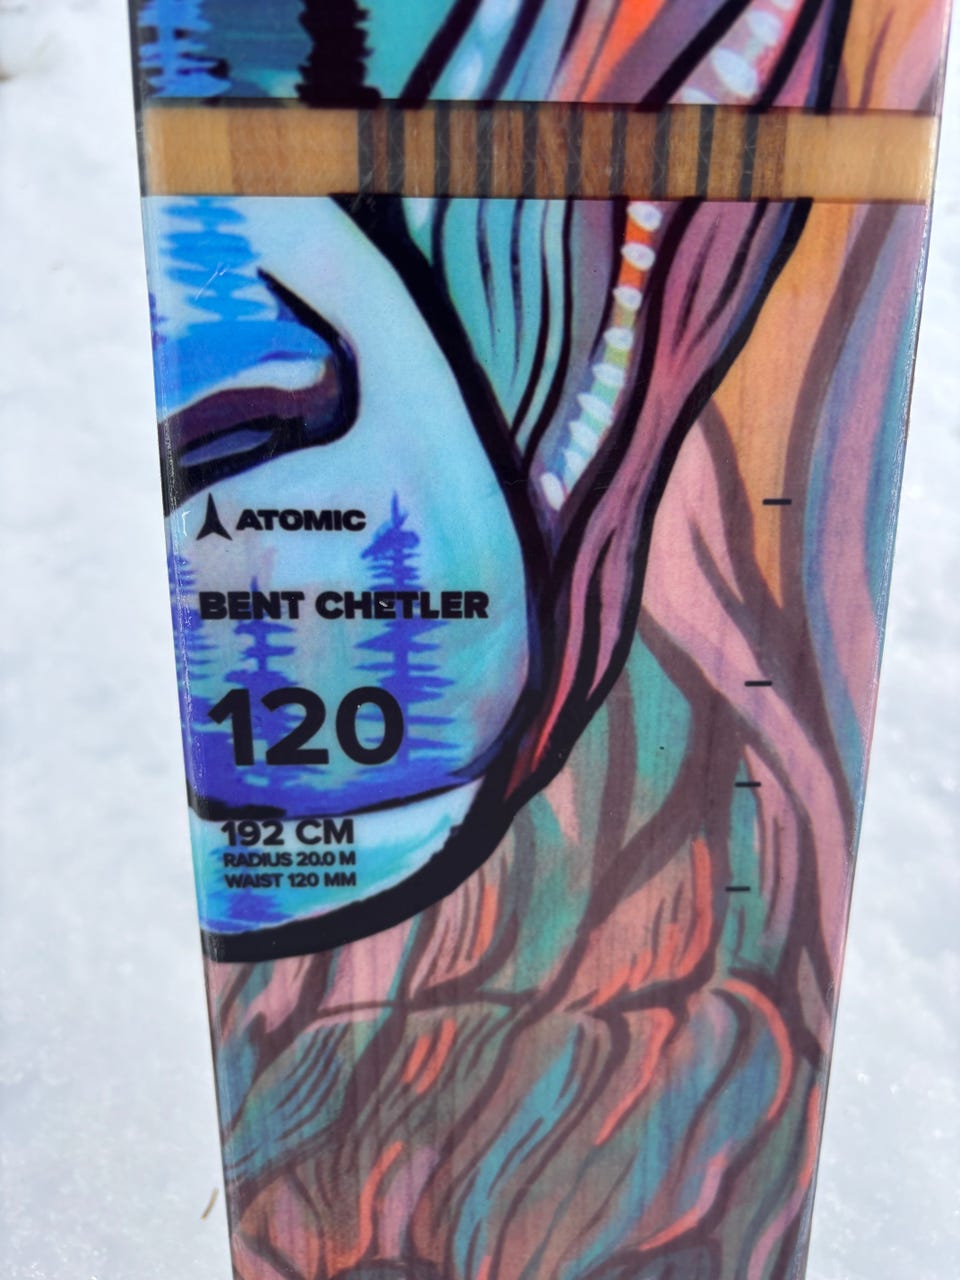 ATOMIC
BENT CHETLER
120
192 CM
RADIUS 20.0 M
WAIST 120 MM